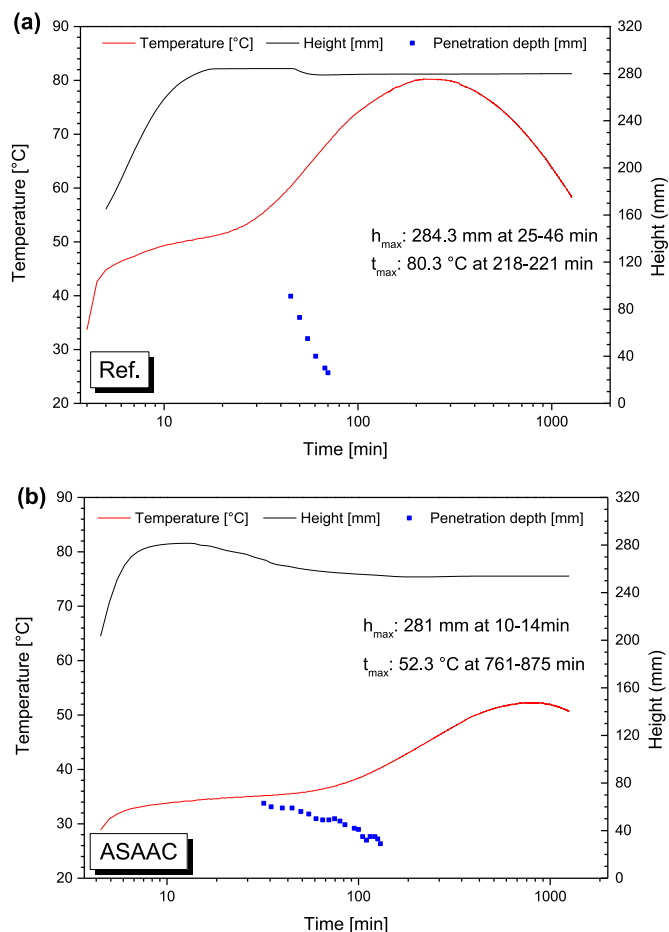 (a)
Temperature [°C] Height [mm] Penetration depth [mm]
90
80
70
60
50
40
30
20
320
280
240
200
160
120
80
40
0
Temperature [°C]
Height (mm)
h_max: 284.3 mm at 25-46 min
t_max: 80.3 °C at 218-221 min
Ref.
10 100 1000
Time [min]
(b)
Temperature [°C] Height [mm] Penetration depth [mm]
90
80
70
60
50
40
30
20
320
280
240
200
160
120
80
40
0
Temperature [°C]
Height (mm)
h_max: 281 mm at 10-14min
t_max: 52.3 °C at 761-875 min
ASAAC
10 100 1000
Time [min]